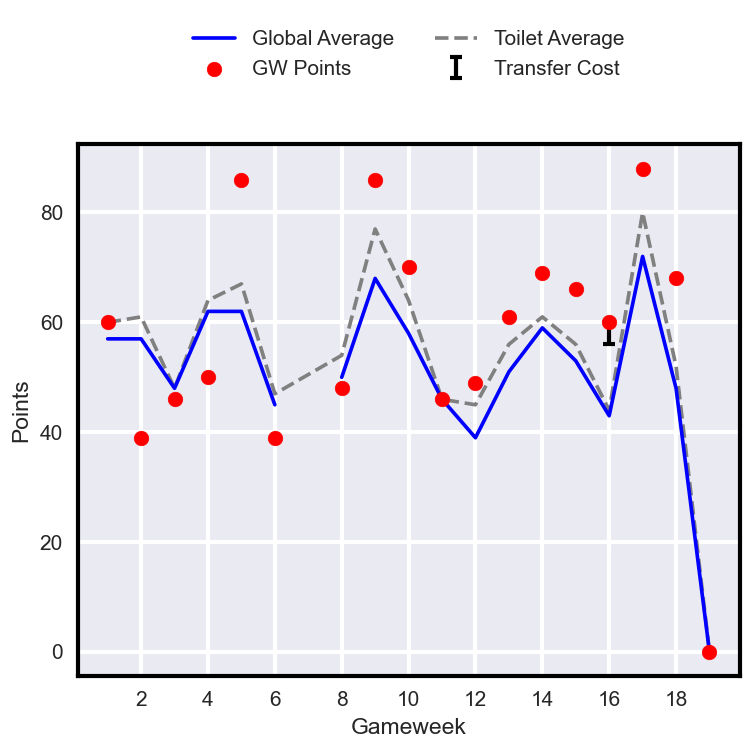 Global Average
Toilet Average
GW Points
Transfer Cost
80
60
40
20
0
Points
2 4 6 8 10 12 14 16 18
Gameweek